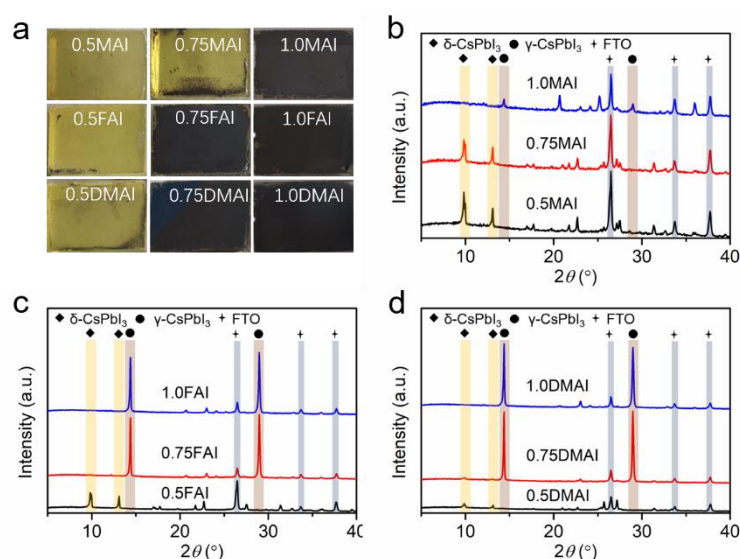 a
0.5MAI 0.75MAI 1.0MAI
0.5FAI 0.75FAI 1.0FAI
0.5DMAI 0.75DMAI 1.0DMAI
b
◆ δ-CsPbI₃ ● γ-CsPbI₃ + FTO
1.0MAI
0.75MAI
0.5MAI
Intensity (a.u.)
10 20 30 40
2θ (°)
c
◆ δ-CsPbI₃ ● γ-CsPbI₃ + FTO
1.0FAI
0.75FAI
0.5FAI
Intensity (a.u.)
10 20 30 40
2θ (°)
d
◆ δ-CsPbI₃ ● γ-CsPbI₃ + FTO
1.0DMAI
0.75DMAI
0.5DMAI
Intensity (a.u.)
10 20 30 40
2θ (°)